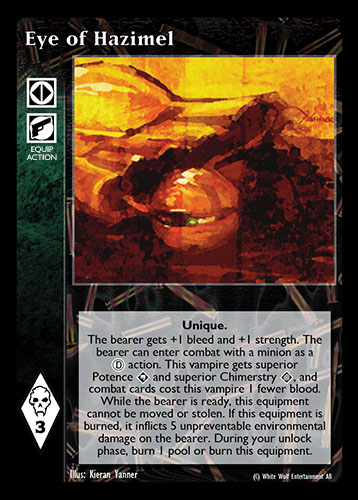 Eye of Hazimel
EQUIP
ACTION
Unique.
The bearer gets +1 bleed and +1 strength. The
bearer can enter combat with a minion as a
Ⓓ action. This vampire gets superior
Potence and superior Chimerstry , and
combat cards cost this vampire 1 fewer blood.
While the bearer is ready, this equipment
cannot be moved or stolen. If this equipment is
burned, it inflicts 5 unpreventable environmental
damage on the bearer. During your unlock
phase, burn 1 pool or burn this equipment.
3
Illus: Kieran Yanner
(C) White Wolf Entertainment AB